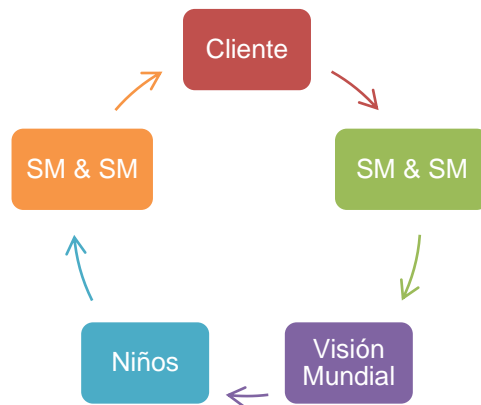 Cliente
SM & SM
SM & SM
Niños
Visión
Mundial